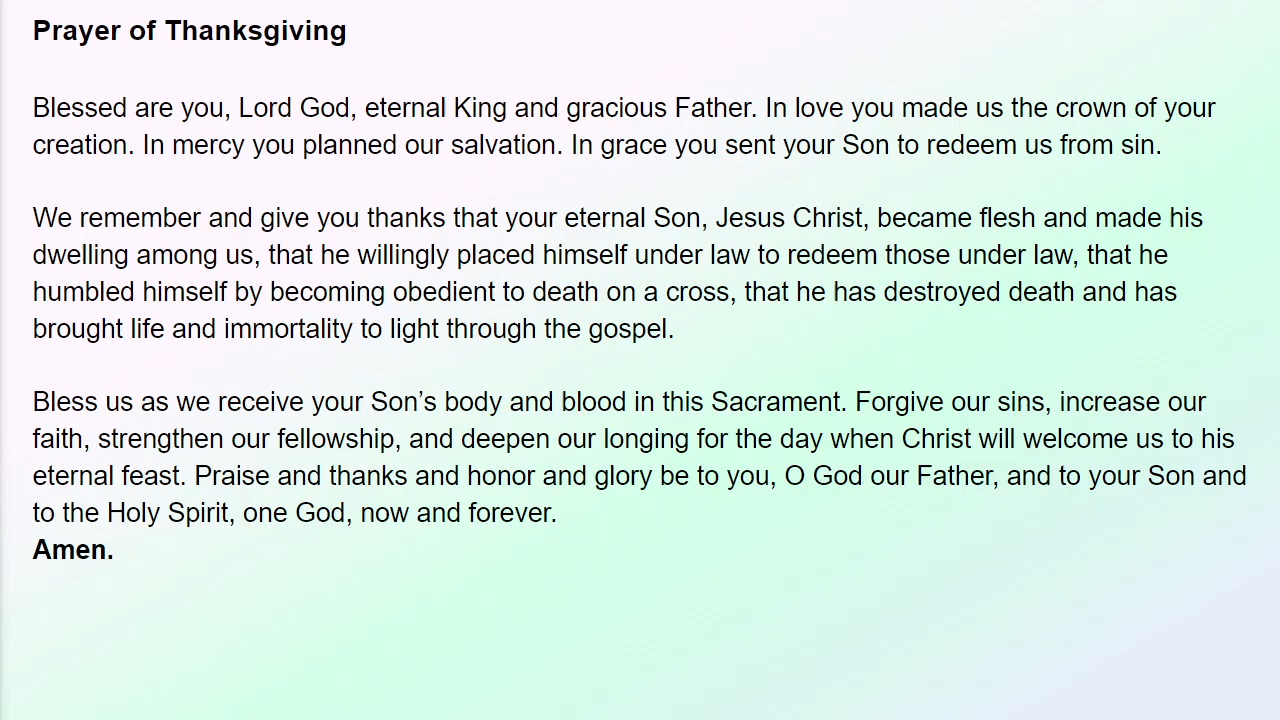 Prayer of Thanksgiving
Blessed are you, Lord God, eternal King and gracious Father. In love you made us the crown of your
creation. In mercy you planned our salvation. In grace you sent your Son to redeem us from sin.
We remember and give you thanks that your eternal Son, Jesus Christ, became flesh and made his
dwelling among us, that he willingly placed himself under law to redeem those under law, that he
humbled himself by becoming obedient to death on a cross, that he has destroyed death and has
brought life and immortality to light through the gospel.
Bless us as we receive your Son’s body and blood in this Sacrament. Forgive our sins, increase our
faith, strengthen our fellowship, and deepen our longing for the day when Christ will welcome us to his
eternal feast. Praise and thanks and honor and glory be to you, O God our Father, and to your Son and
to the Holy Spirit, one God, now and forever.
Amen.